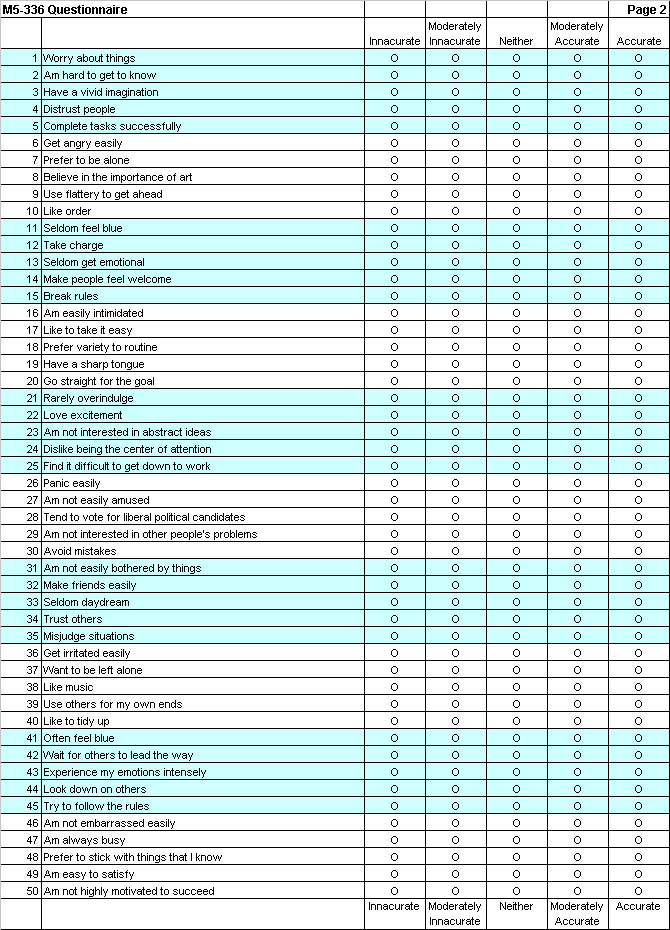 M5-336 Questionnaire Page 2
Moderately Moderately
Innacurate Innacurate Neither Accurate Accurate
1 Worry about things O O O O O
2 Am hard to get to know O O O O O
3 Have a vivid imagination O O O O O
4 Distrust people O O O O O
5 Complete tasks successfully O O O O O
6 Get angry easily O O O O O
7 Prefer to be alone O O O O O
8 Believe in the importance of art O O O O O
9 Use flattery to get ahead O O O O O
10 Like order O O O O O
11 Seldom feel blue O O O O O
12 Take charge O O O O O
13 Seldom get emotional O O O O O
14 Make people feel welcome O O O O O
15 Break rules O O O O O
16 Am easily intimidated O O O O O
17 Like to take it easy O O O O O
18 Prefer variety to routine O O O O O
19 Have a sharp tongue O O O O O
20 Go straight for the goal O O O O O
21 Rarely overindulge O O O O O
22 Love excitement O O O O O
23 Am not interested in abstract ideas O O O O O
24 Dislike being the center of attention O O O O O
25 Find it difficult to get down to work O O O O O
26 Panic easily O O O O O
27 Am not easily amused O O O O O
28 Tend to vote for liberal political candidates O O O O O
29 Am not interested in other people's problems O O O O O
30 Avoid mistakes O O O O O
31 Am not easily bothered by things O O O O O
32 Make friends easily O O O O O
33 Seldom daydream O O O O O
34 Trust others O O O O O
35 Misjudge situations O O O O O
36 Get irritated easily O O O O O
37 Want to be left alone O O O O O
38 Like music O O O O O
39 Use others for my own ends O O O O O
40 Like to tidy up O O O O O
41 Often feel blue O O O O O
42 Wait for others to lead the way O O O O O
43 Experience my emotions intensely O O O O O
44 Look down on others O O O O O
45 Try to follow the rules O O O O O
46 Am not embarrassed easily O O O O O
47 Am always busy O O O O O
48 Prefer to stick with things that I know O O O O O
49 Am easy to satisfy O O O O O
50 Am not highly motivated to succeed O O O O O
Innacurate Moderately Neither Moderately Accurate
Innacurate Accurate